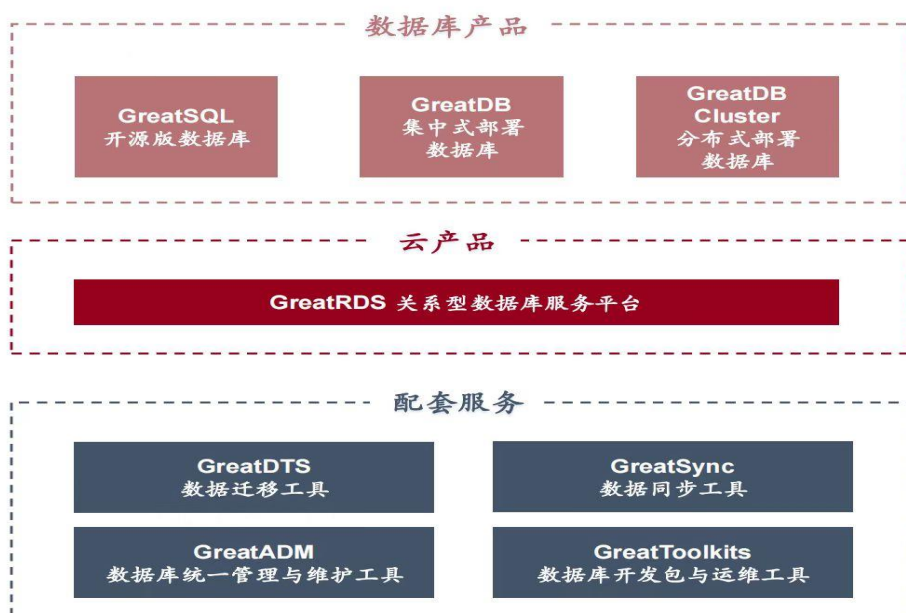 数据库产品
GreatSQL
开源版数据库
GreatDB
集中式部署
数据库
GreatDB
Cluster
分布式部署
数据库
云产品
GreatRDS 关系型数据库服务平台
配套服务
GreatDTS
数据迁移工具
GreatSync
数据同步工具
GreatADM
数据库统一管理与维护工具
GreatToolkits
数据库开发包与运维工具